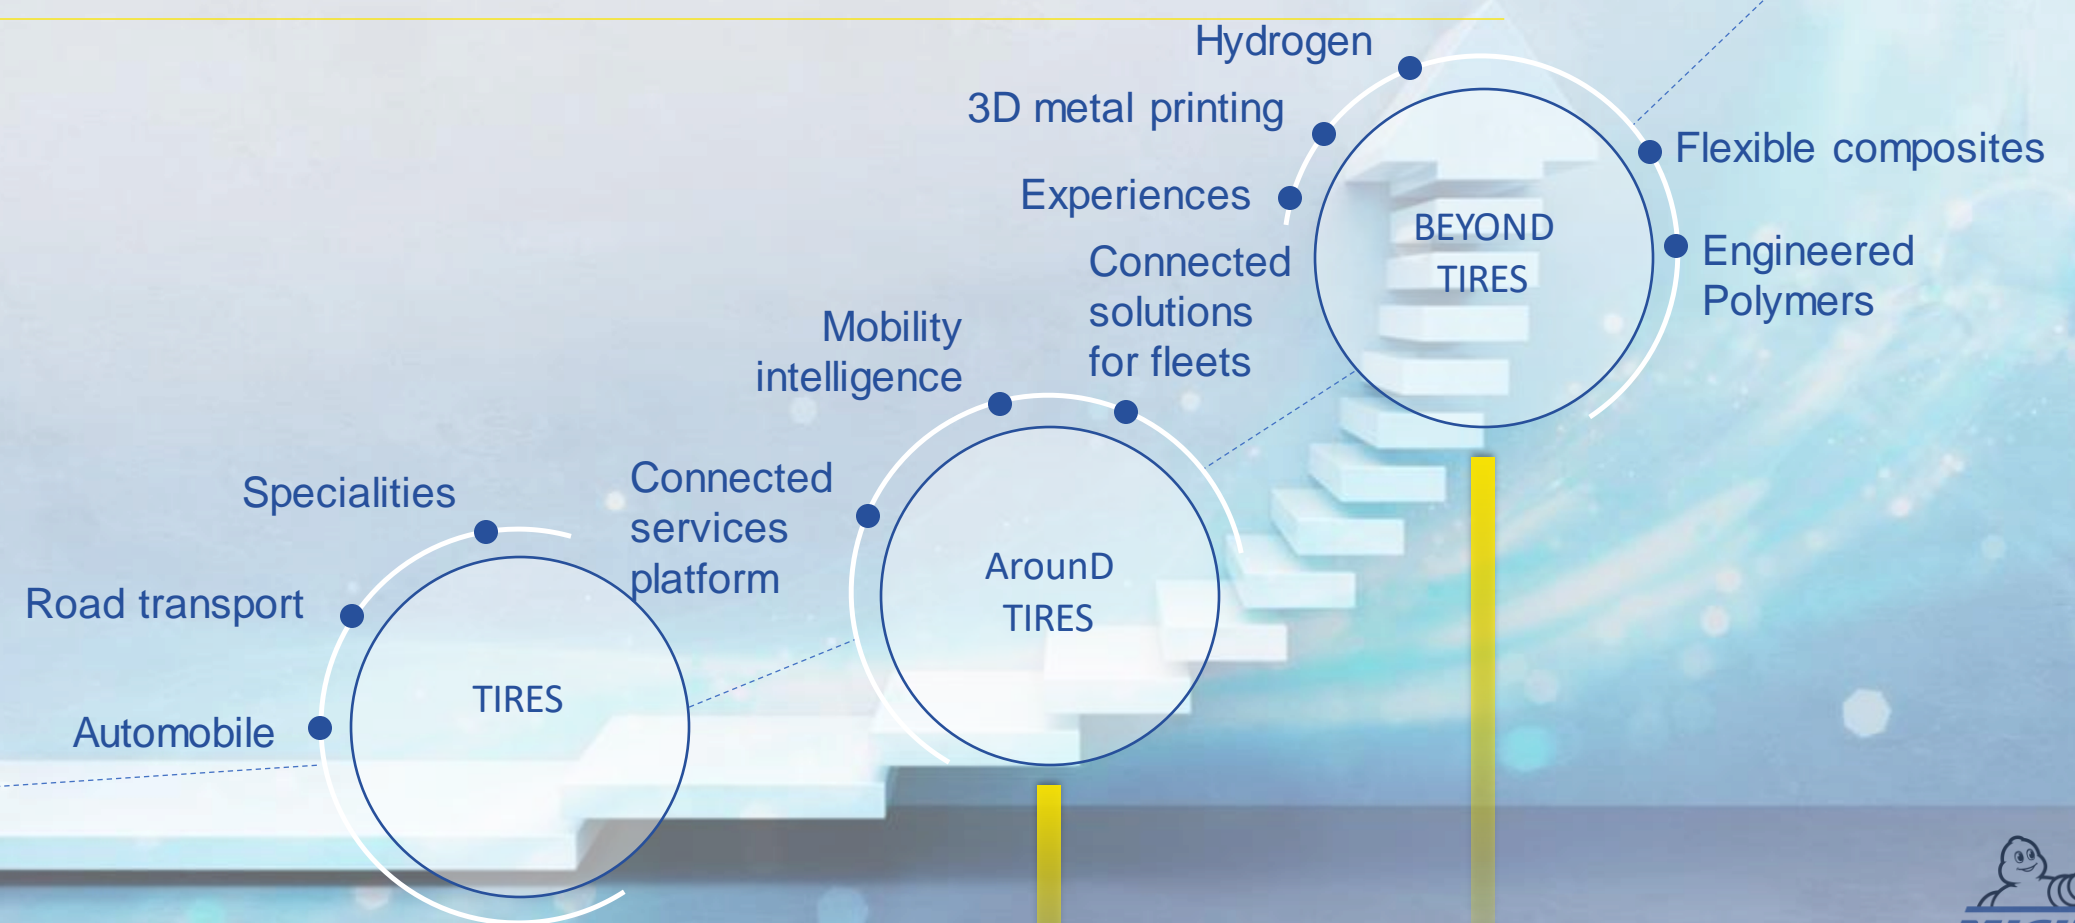 Hydrogen
3D metal printing
Experiences
BEYOND
TIRES
Flexible composites
Engineered
Polymers
Connected
solutions
for fleets
Mobility
intelligence
Connected
services
platform
ArounD
TIRES
Specialities
Road transport
Automobile
TIRES